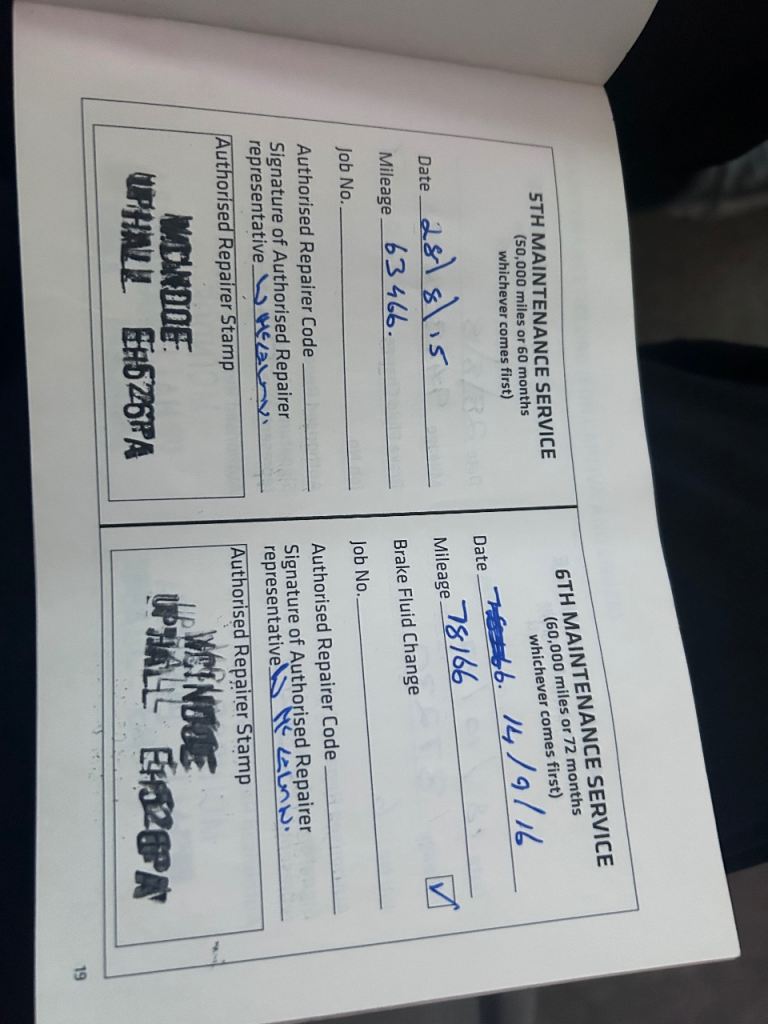 5TH MAINTENANCE SERVICE
(50,000 miles or 60 months
whichever comes first)
Date 28/8/15
Mileage 63466.
Job No.
Authorised Repairer Code
Signature of Authorised Repairer
representative
Authorised Repairer Stamp
UPHALL EH526PA
6TH MAINTENANCE SERVICE
(60,000 miles or 72 months
whichever comes first)
Date 14/9/16
Mileage 78166
Brake Fluid Change ✓
Job No.
Authorised Repairer Code
Signature of Authorised Repairer
representative
Authorised Repairer Stamp
UPHALL EH526PA
19